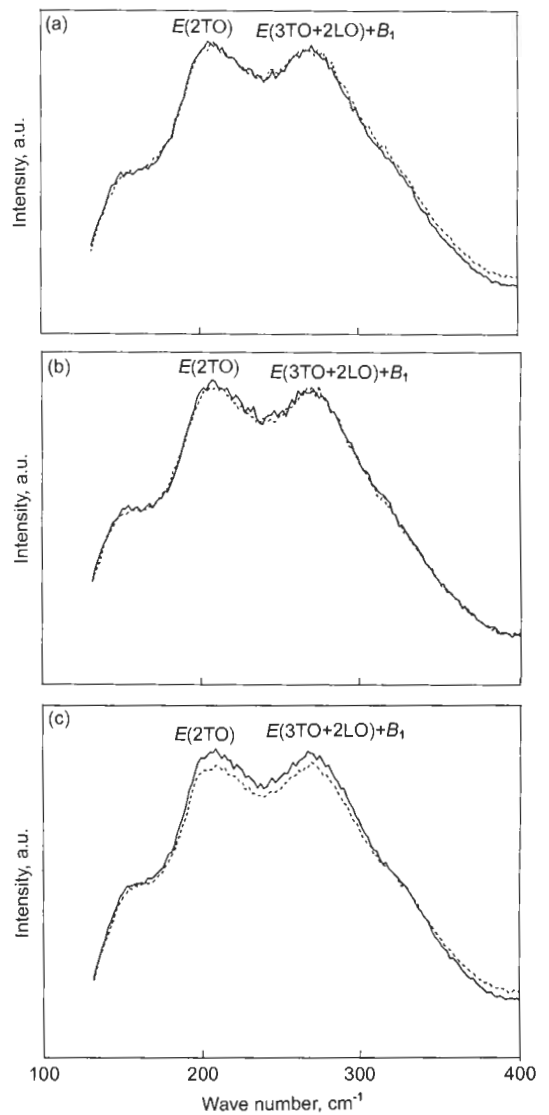 (a)
E(2TO) E(3TO+2LO)+B₁
Intensity, a.u.
(b)
E(2TO) E(3TO+2LO)+B₁
Intensity, a.u.
(c)
E(2TO) E(3TO+2LO)+B₁
Intensity, a.u.
100 200 300 400
Wave number, cm⁻¹